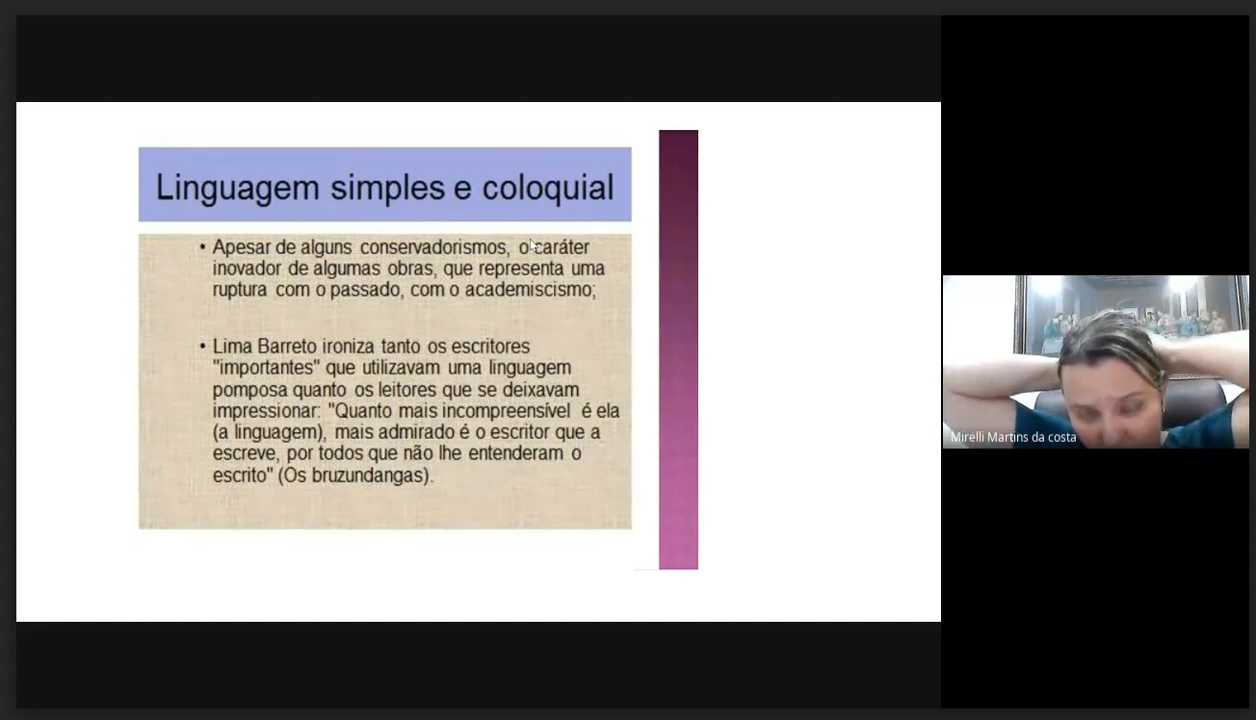 Linguagem simples e coloquial
• Apesar de alguns conservadorismos, o caráter
inovador de algumas obras, que representa uma
ruptura com o passado, com o academiscismo;
• Lima Barreto ironiza tanto os escritores
"importantes" que utilizavam uma linguagem
pomposa quanto os leitores que se deixavam
impressionar: "Quanto mais incompreensível é ela
(a linguagem), mais admirado é o escritor que a
escreve, por todos que não lhe entenderam o
escrito" (Os bruzundangas).
Mirelli Martins da costa